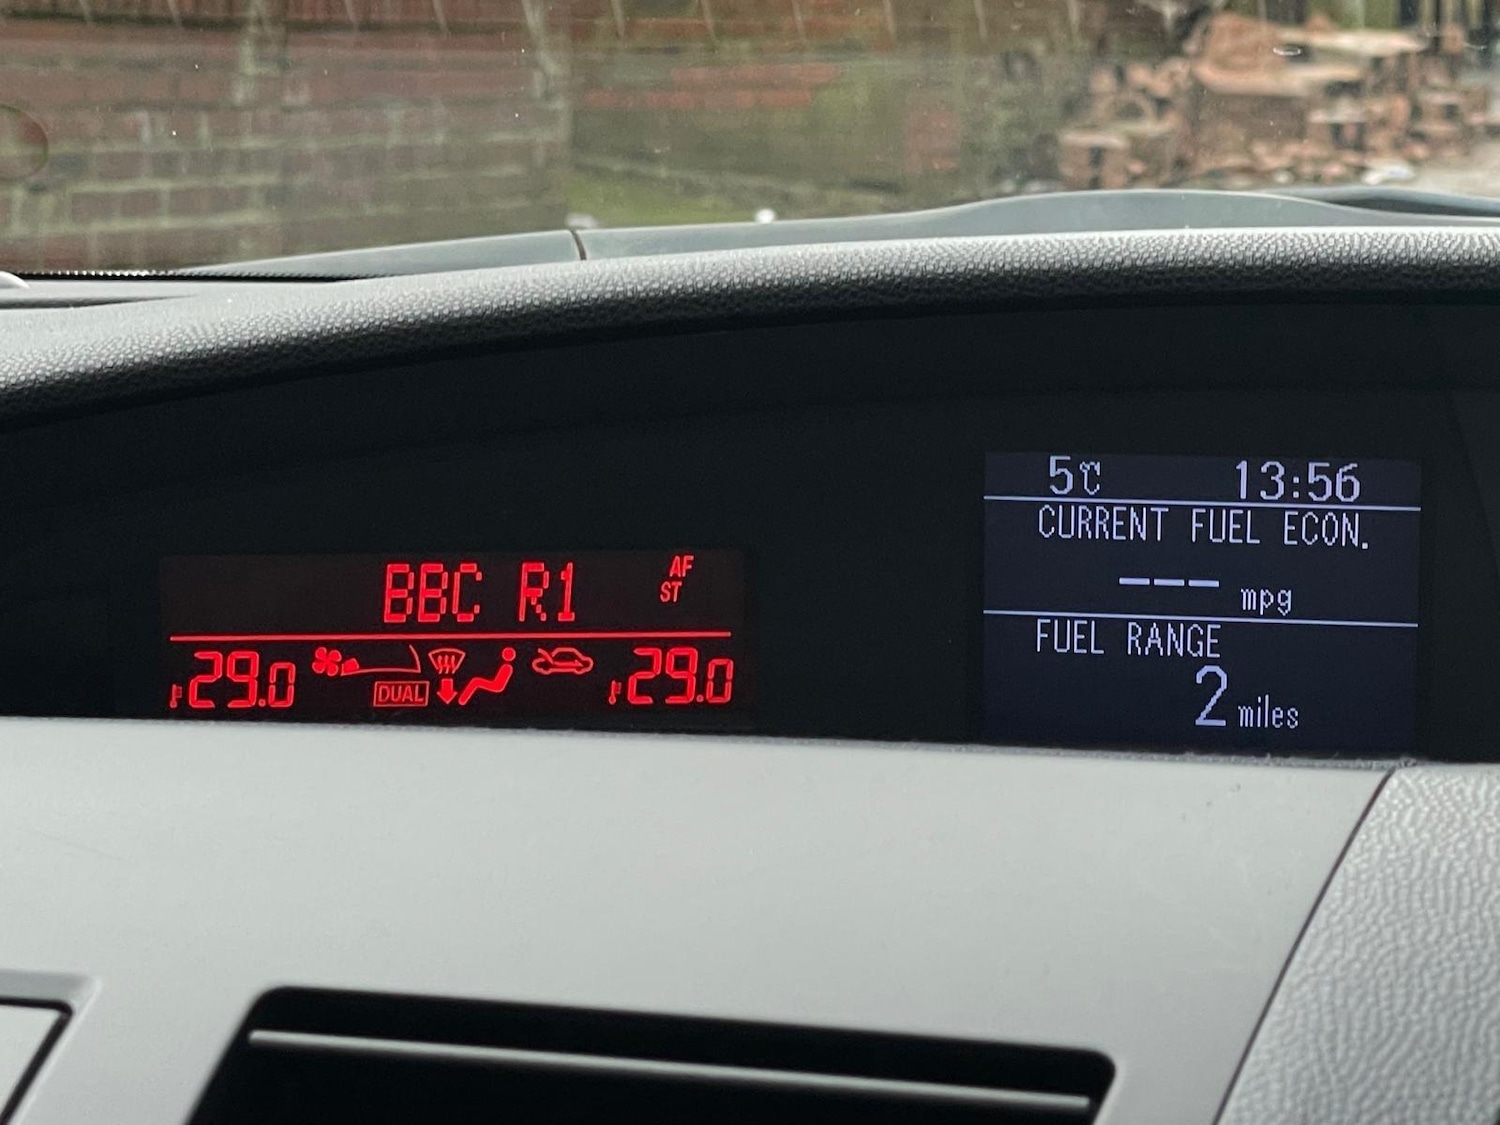 BBC R1
AF
ST
29.0
DUAL
29.0
5℃ 13:56
CURRENT FUEL ECON.
--- mpg
FUEL RANGE
2 miles